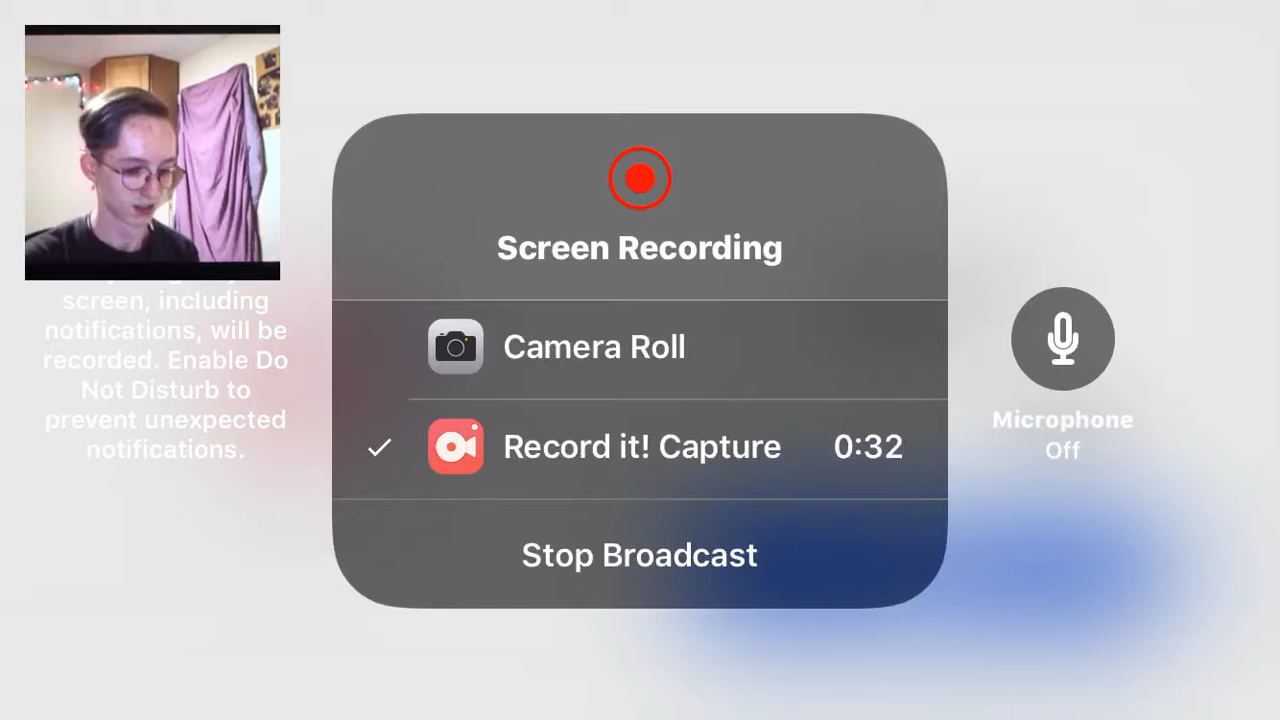 Screen Recording
Camera Roll
Record it! Capture 0:32
Stop Broadcast
screen, including
notifications, will be
recorded. Enable Do
Not Disturb to
prevent unexpected
notifications.
Microphone
Off